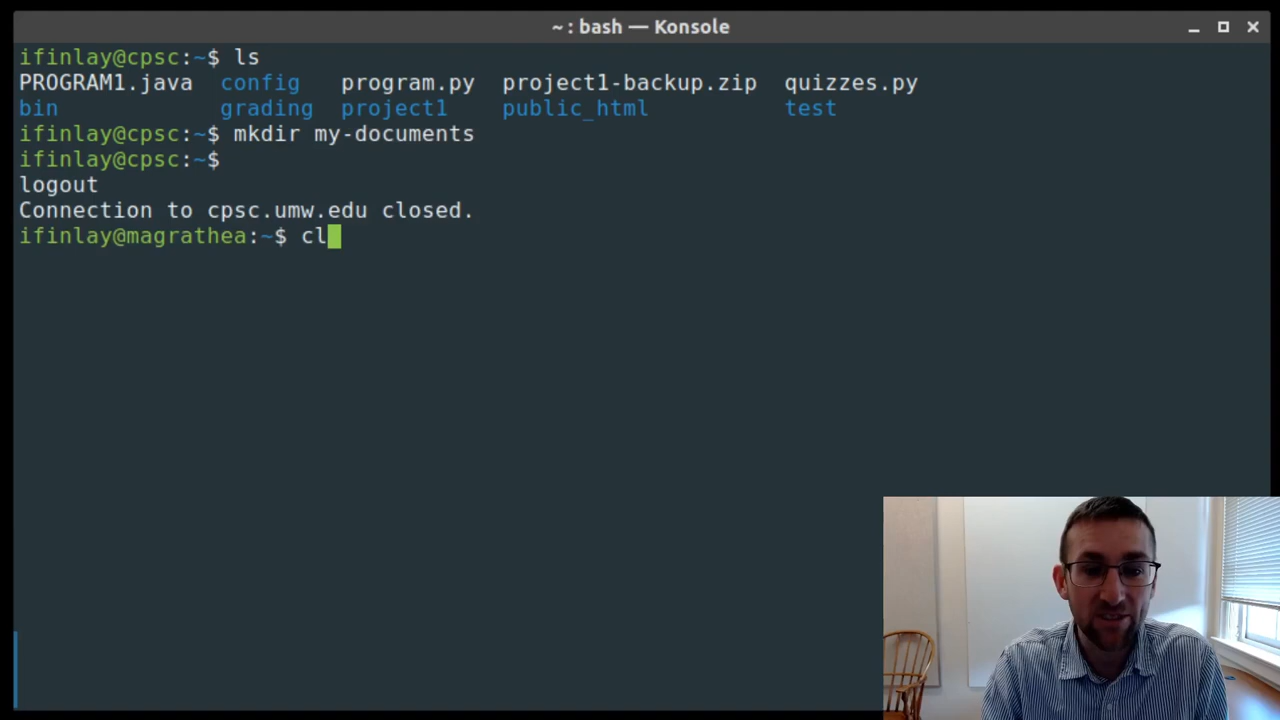 ~ : bash — Konsole
ifinlay@cpsc:~$ ls
PROGRAM1.java config program.py project1-backup.zip quizzes.py
bin grading project1 public_html test
ifinlay@cpsc:~$ mkdir my-documents
ifinlay@cpsc:~$
logout
Connection to cpsc.umw.edu closed.
ifinlay@magrathea:~$ cl